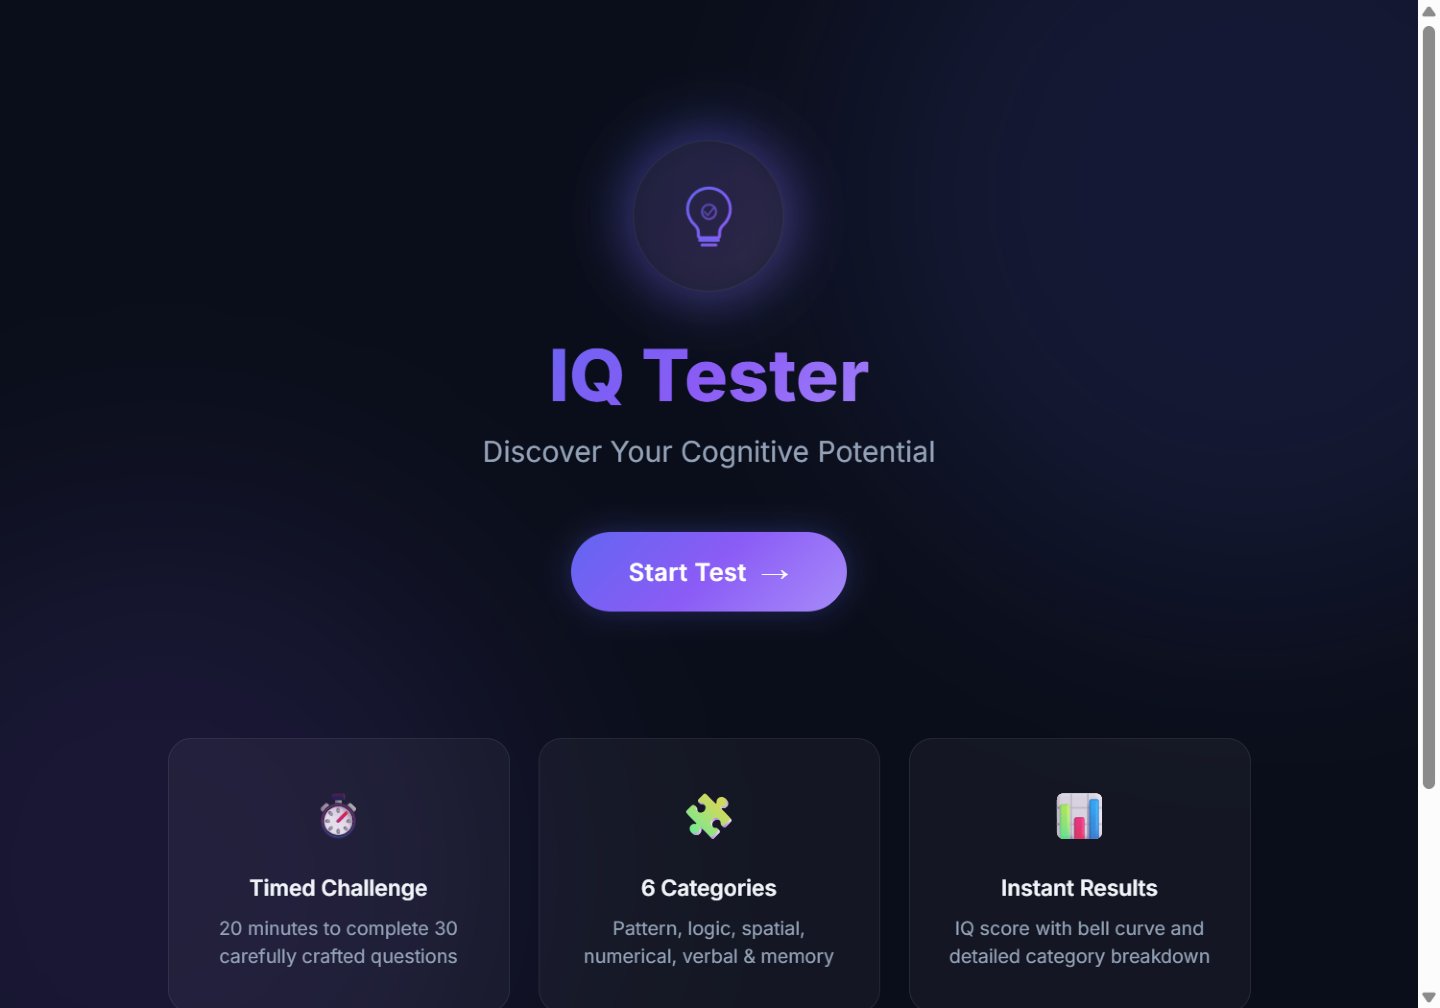 IQ Tester
Discover Your Cognitive Potential
Start Test →
Timed Challenge
20 minutes to complete 30
carefully crafted questions
6 Categories
Pattern, logic, spatial,
numerical, verbal & memory
Instant Results
IQ score with bell curve and
detailed category breakdown